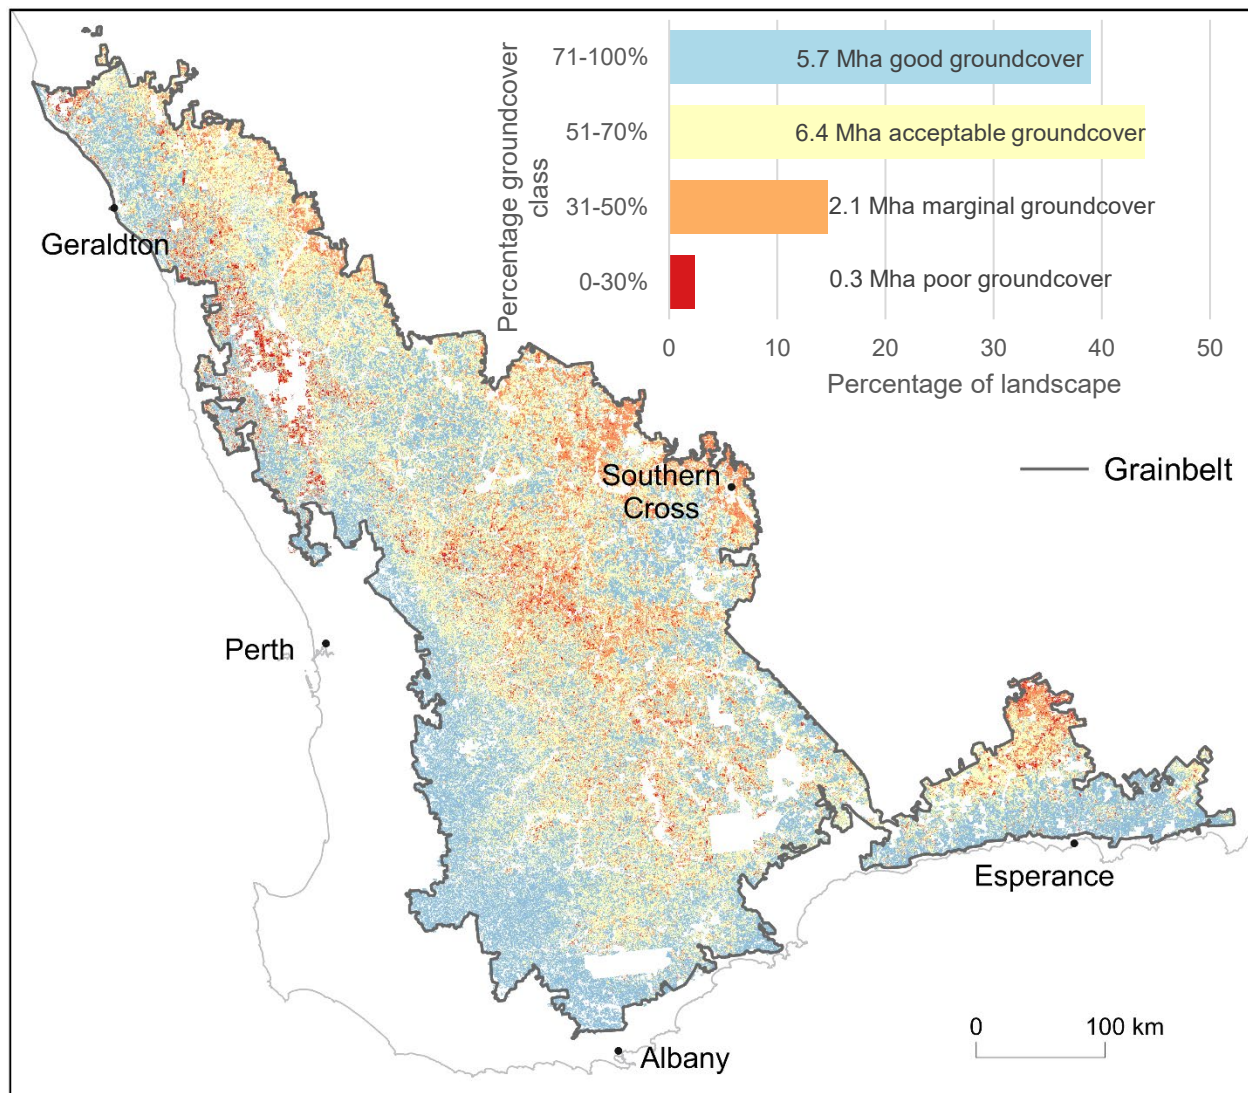 Percentage groundcover
class
71-100%
5.7 Mha good groundcover
51-70%
6.4 Mha acceptable groundcover
31-50%
2.1 Mha marginal groundcover
0-30%
0.3 Mha poor groundcover
0 10 20 30 40 50
Percentage of landscape
Grainbelt
Geraldton
Southern
Cross
Perth
Esperance
Albany
0 100 km